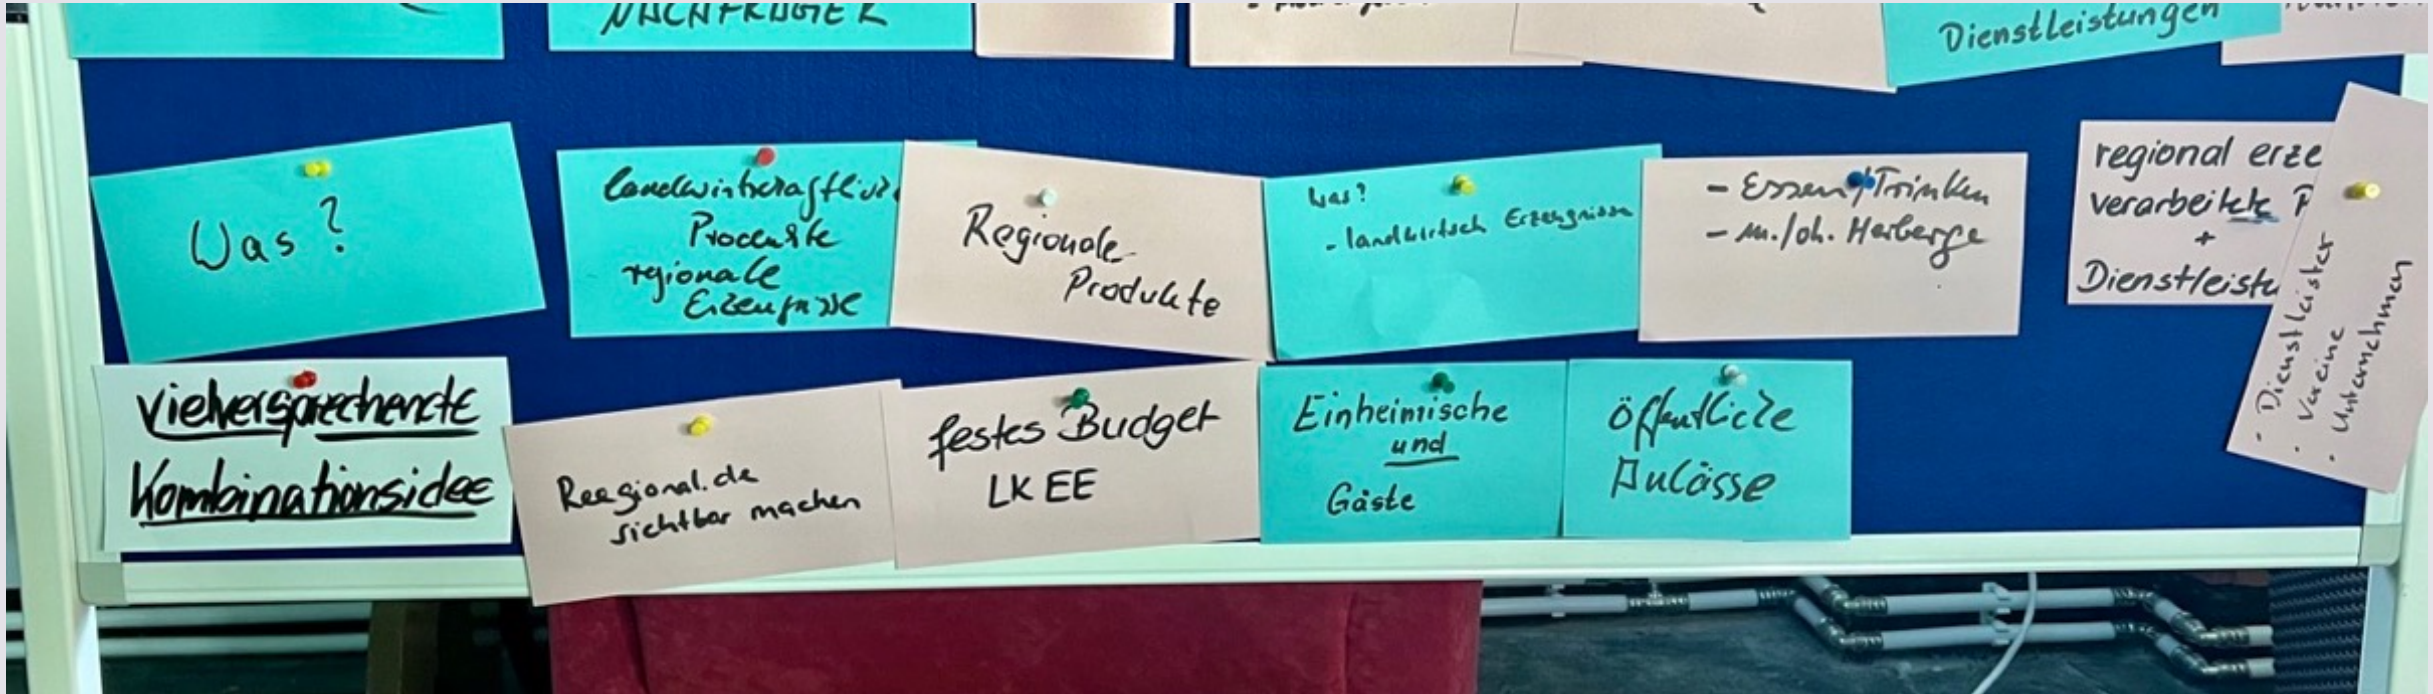 NACHFRAGER
Dienstleistungen
Was?
landwirtschaftliche
Produkte
regionale
Erzeugnisse
Regionale
Produkte
Was?
- landwirtsch Erzeugnisse
- Essen/Trinken
- m./oh. Herberge
regional erze
verarbeitete P
+
Dienstleistu
· Dienstleister
· Vereine
· Unternehmen
vielversprechende
Kombinationsidee
Reegional.de
sichtbar machen
festes Budget
LK EE
Einheimische
und
Gäste
öffentliche
Anlässe